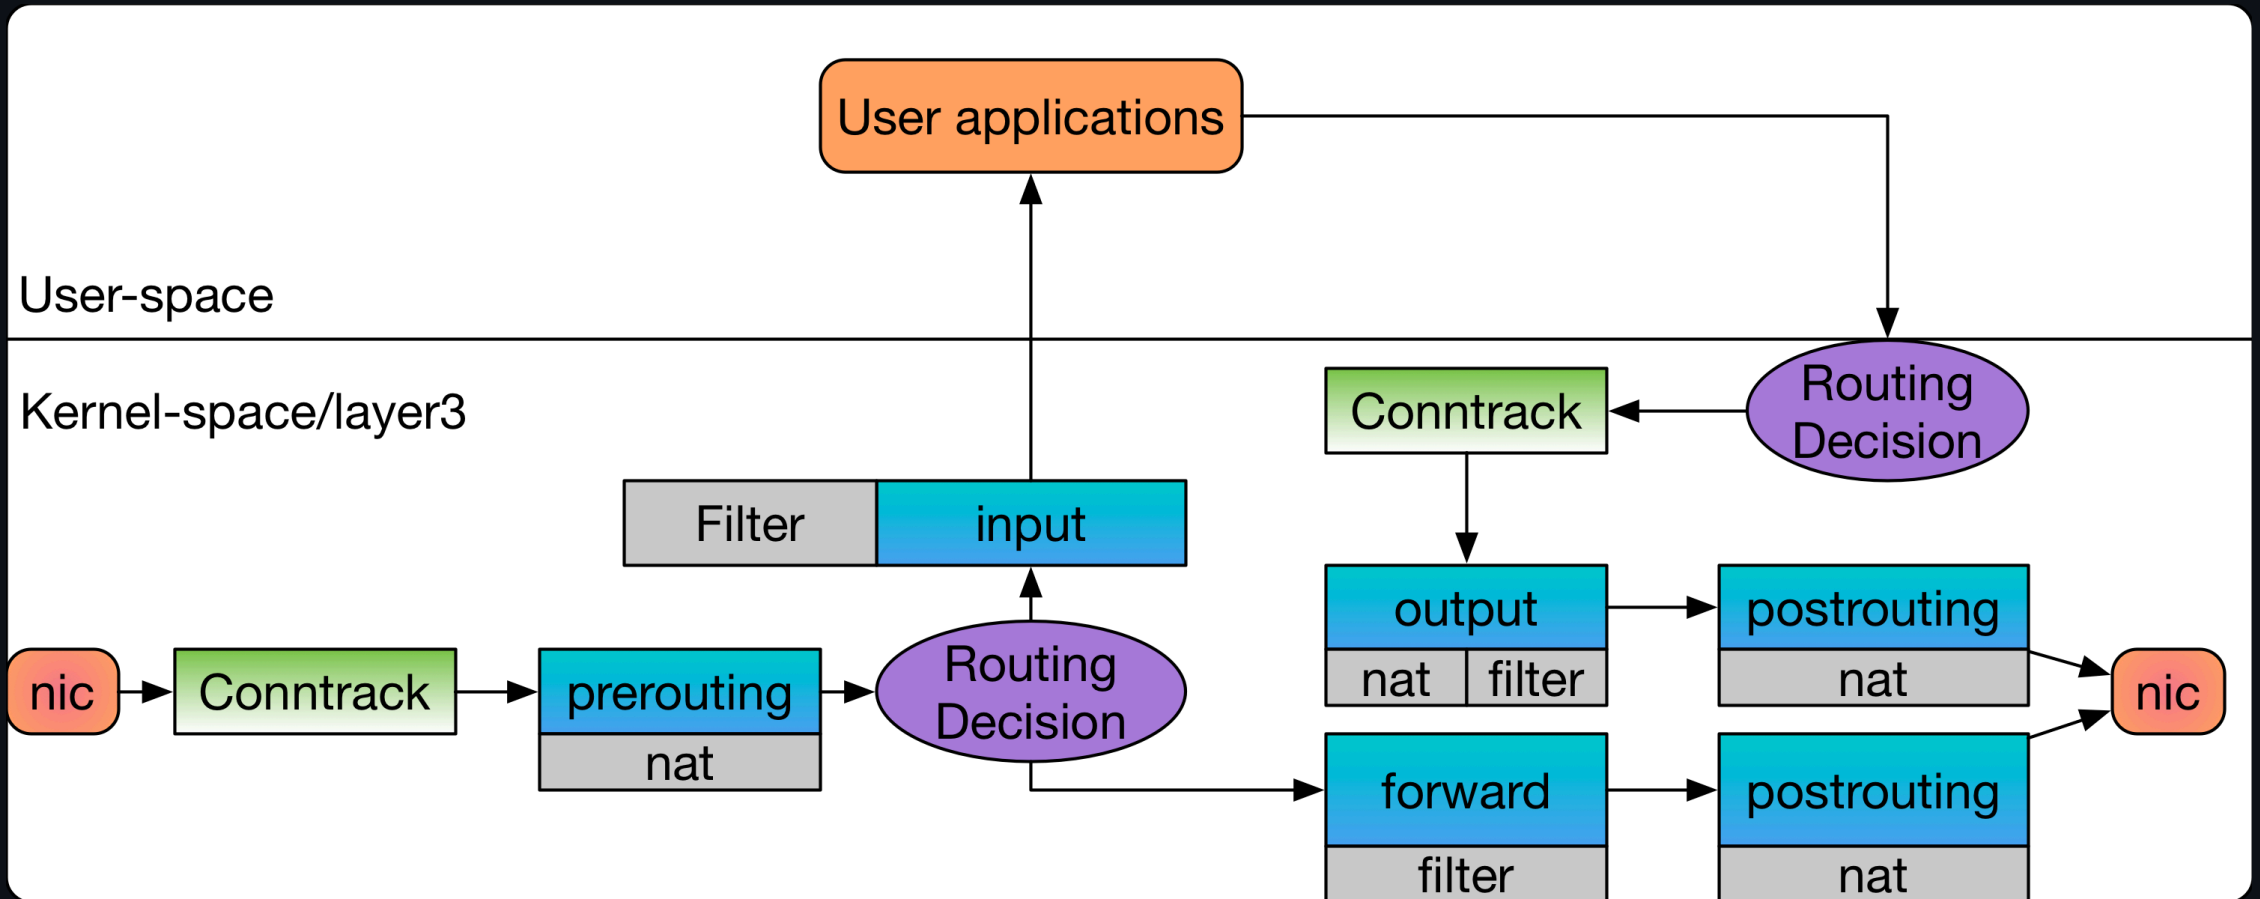 User applications
User-space
Kernel-space/layer3
Conntrack
Routing
Decision
Filter
input
output
nat
filter
postrouting
nat
nic
Conntrack
prerouting
nat
Routing
Decision
nic
forward
filter
postrouting
nat